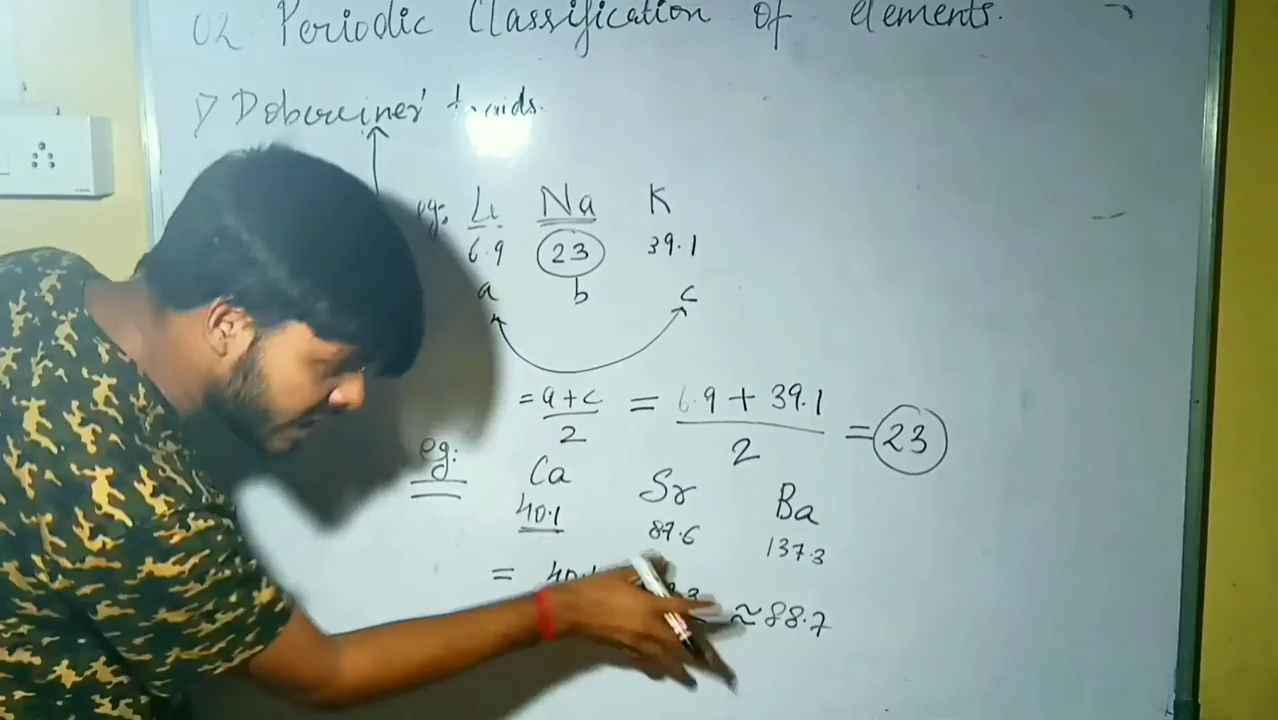 02 Periodic Classification of elements.
1) Dobereiner' t.
eg: Li Na K
6.9 23 39.1
a b c
= a+c / 2 = 6.9 + 39.1 / 2 = 23
eg: Ca Sr Ba
40.1 87.6 137.3
= ≈ 88.7